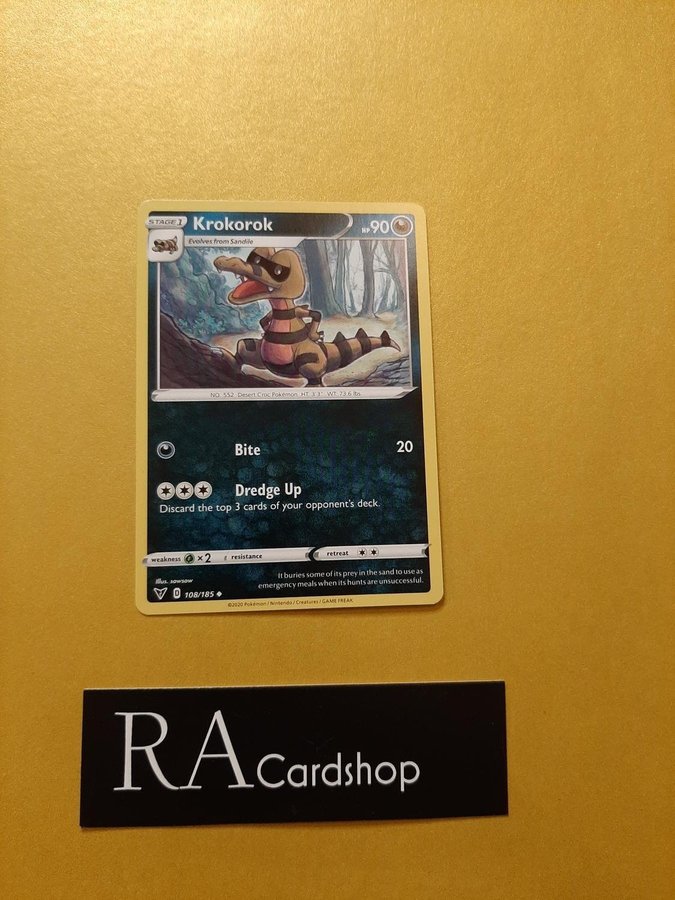 STAGE 1
Krokorok
HP 90
Evolves from Sandile
NO. 552 Desert Croc Pokémon HT: 3'3" WT: 73.6 lbs.
Bite 20
Dredge Up
Discard the top 3 cards of your opponent's deck.
weakness ×2 resistance retreat
Illus. sowsow
It buries some of its prey in the sand to use as
emergency meals when its hunts are unsuccessful.
D 108/185
©2020 Pokémon / Nintendo / Creatures / GAME FREAK
RA Cardshop